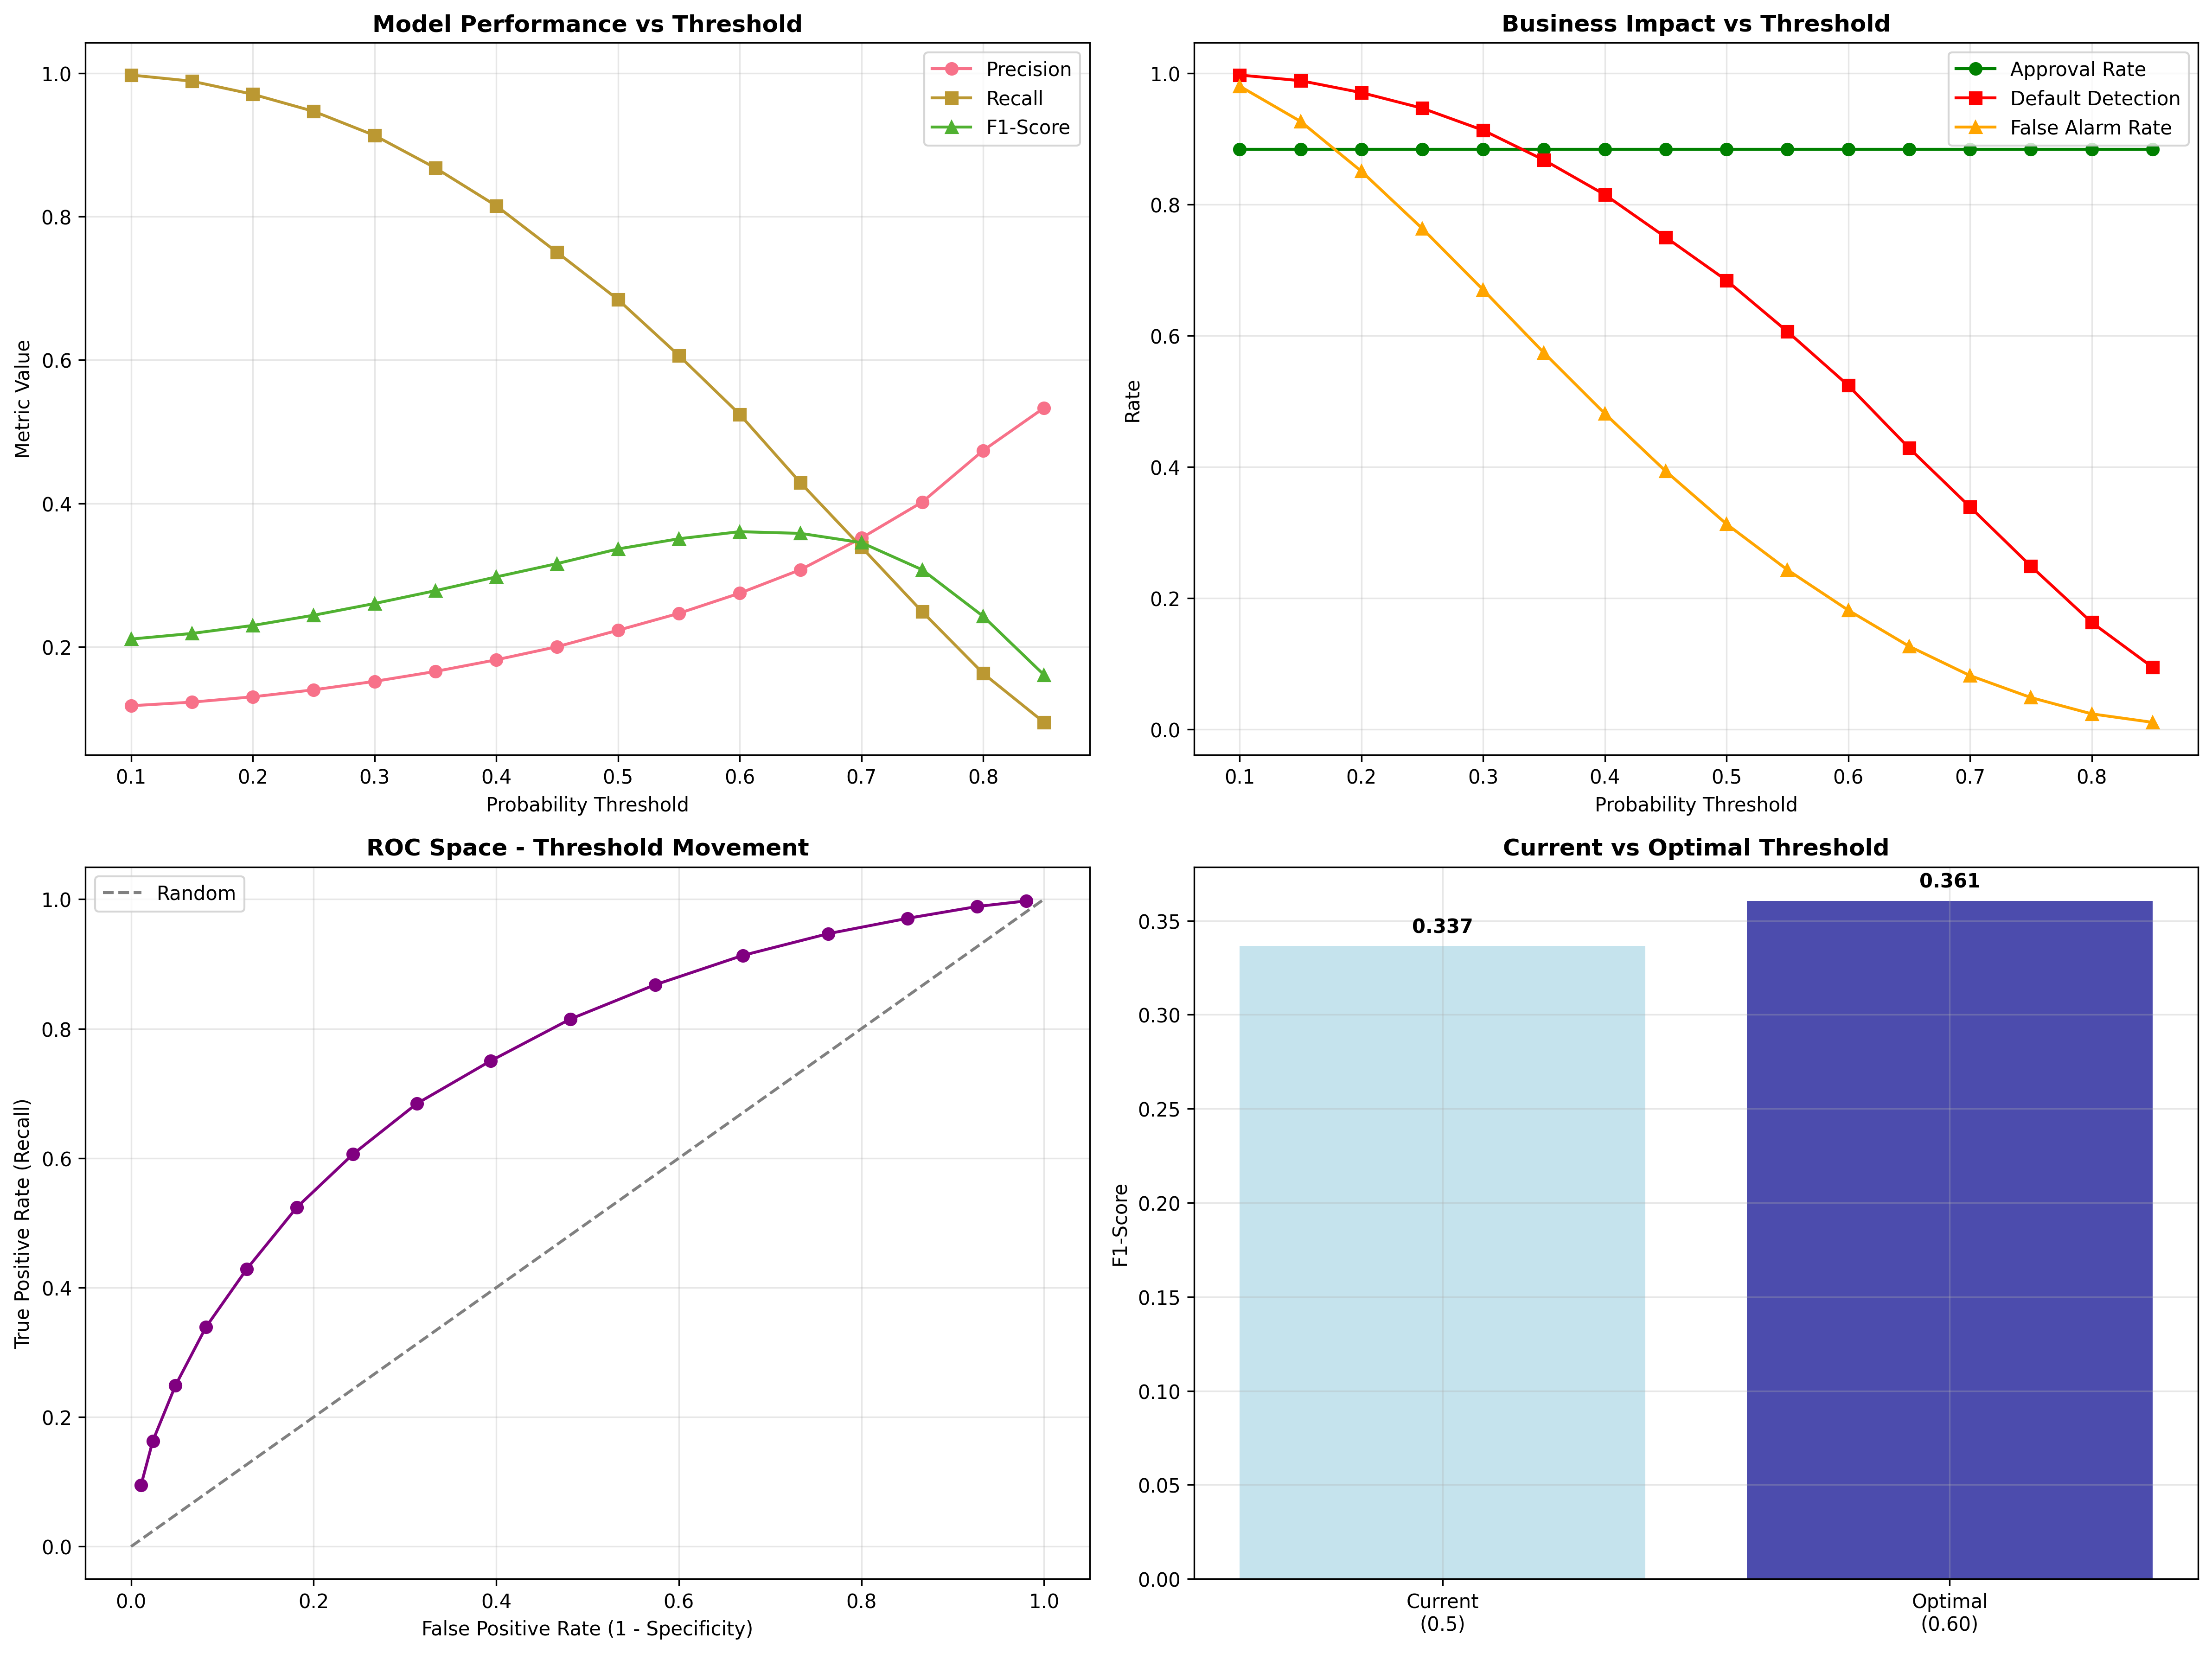 Model Performance vs Threshold
Metric Value
1.0
0.8
0.6
0.4
0.2
Precision
Recall
F1-Score
0.1 0.2 0.3 0.4 0.5 0.6 0.7 0.8
Probability Threshold
Business Impact vs Threshold
Rate
1.0
0.8
0.6
0.4
0.2
0.0
Approval Rate
Default Detection
False Alarm Rate
0.1 0.2 0.3 0.4 0.5 0.6 0.7 0.8
Probability Threshold
ROC Space - Threshold Movement
True Positive Rate (Recall)
1.0
0.8
0.6
0.4
0.2
0.0
Random
0.0 0.2 0.4 0.6 0.8 1.0
False Positive Rate (1 - Specificity)
Current vs Optimal Threshold
F1-Score
0.35
0.30
0.25
0.20
0.15
0.10
0.05
0.00
0.337
0.361
Current
(0.5)
Optimal
(0.60)